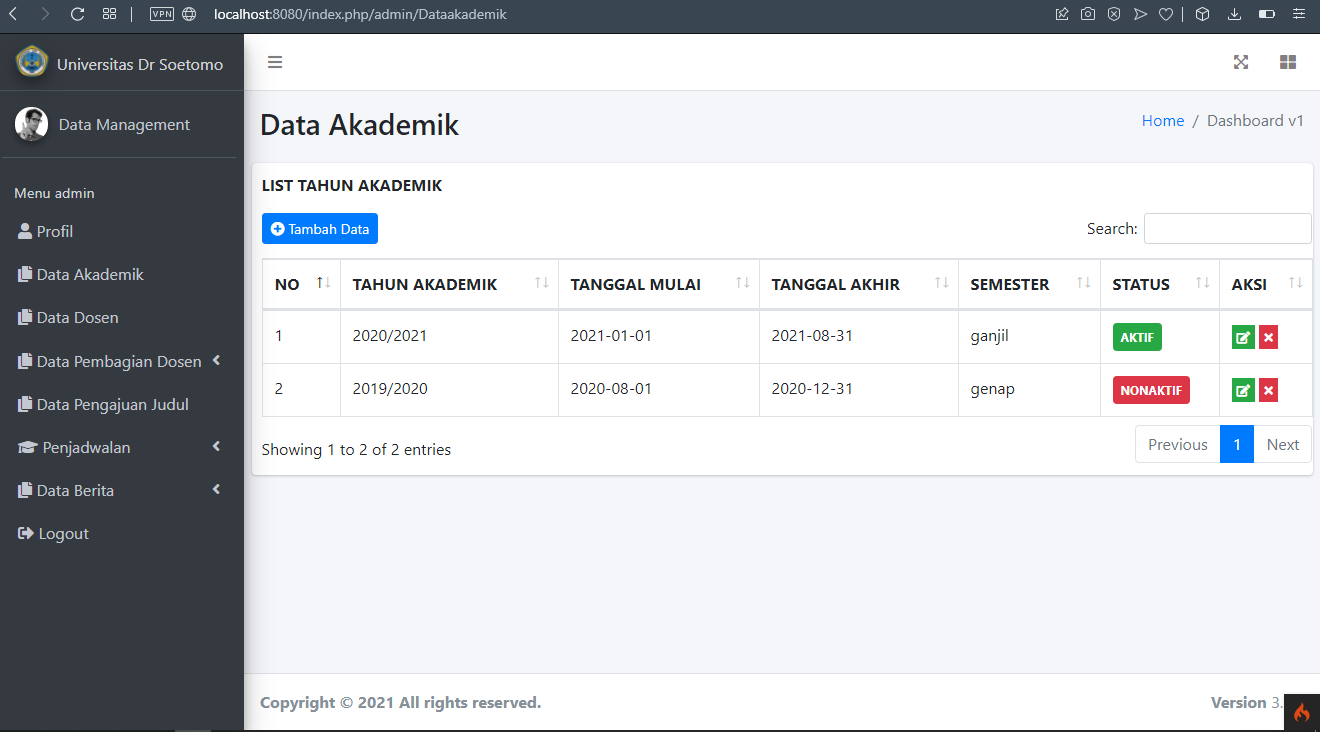 VPN
localhost:8080/index.php/admin/Dataakademik
Universitas Dr Soetomo
Data Management
Menu admin
Profil
Data Akademik
Data Dosen
Data Pembagian Dosen
Data Pengajuan Judul
Penjadwalan
Data Berita
Logout
Data Akademik
Home / Dashboard v1
LIST TAHUN AKADEMIK
Tambah Data
Search:
NO TAHUN AKADEMIK TANGGAL MULAI TANGGAL AKHIR SEMESTER STATUS AKSI
1 2020/2021 2021-01-01 2021-08-31 ganjil AKTIF
2 2019/2020 2020-08-01 2020-12-31 genap NONAKTIF
Showing 1 to 2 of 2 entries
Previous 1 Next
Copyright © 2021 All rights reserved.
Version 3.